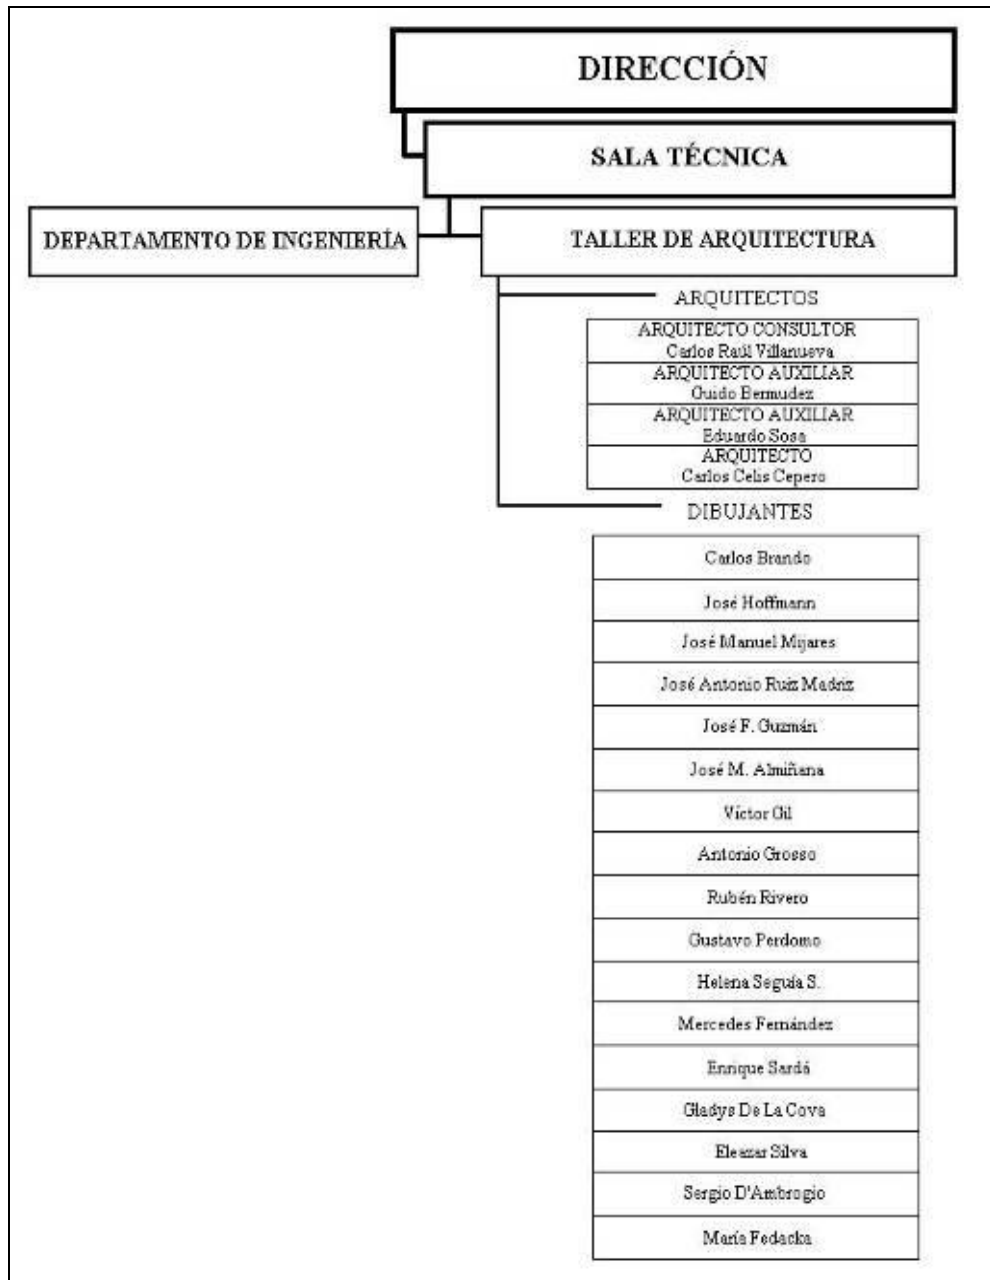 DIRECCIÓN
SALA TÉCNICA
DEPARTAMENTO DE INGENIERÍA
TALLER DE ARQUITECTURA
ARQUITECTOS
ARQUITECTO CONSULTOR
Carlos Raúl Villanueva
ARQUITECTO AUXILIAR
Guido Bermudez
ARQUITECTO AUXILIAR
Eduardo Sosa
ARQUITECTO
Carlos Celis Cepero
DIBUJANTES
Carlos Brando
José Hoffmann
José Manuel Mijares
José Antonio Ruiz Madriz
José F. Guzmán
José M. Almiñana
Víctor Gil
Antonio Grosso
Rubén Rivero
Gustavo Perdomo
Helena Seguía S.
Mercedes Fernández
Enrique Sardá
Gladys De La Cova
Eleazar Silva
Sergio D'Ambrogio
María Fedacka